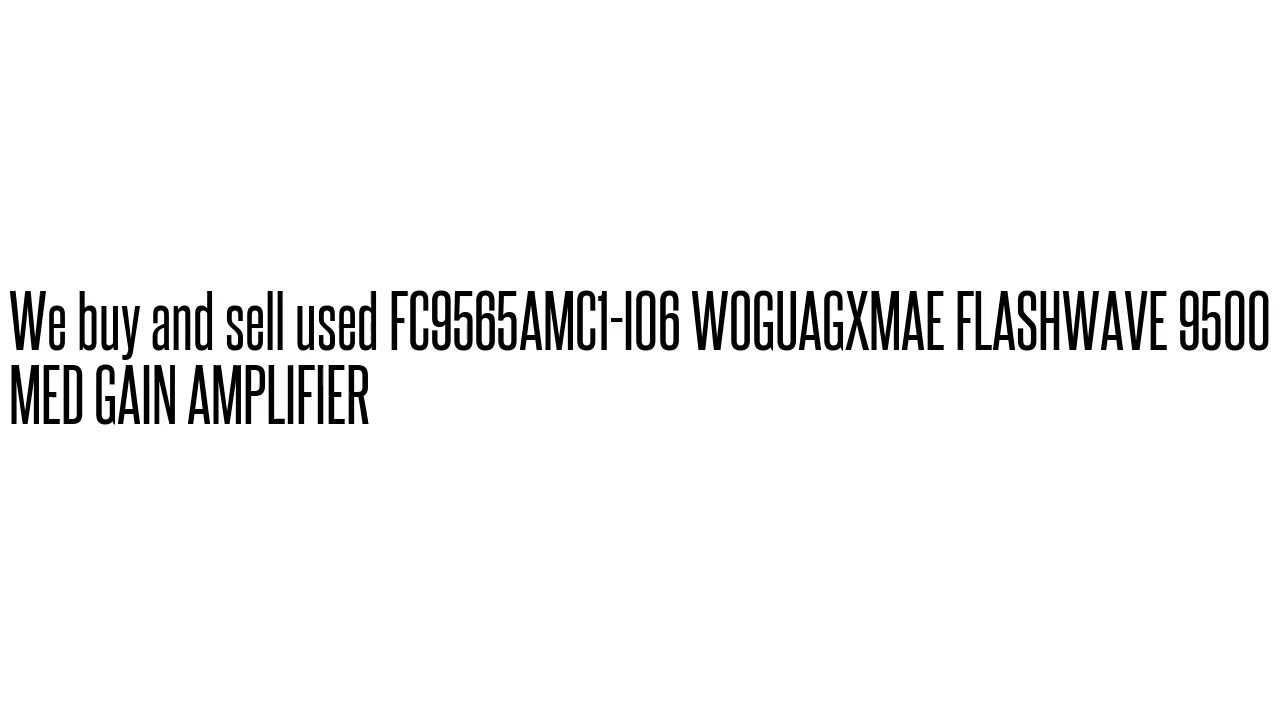 We buy and sell used FC9565AMC1-I06 WOGUAGXMAE FLASHWAVE 9500
MED GAIN AMPLIFIER